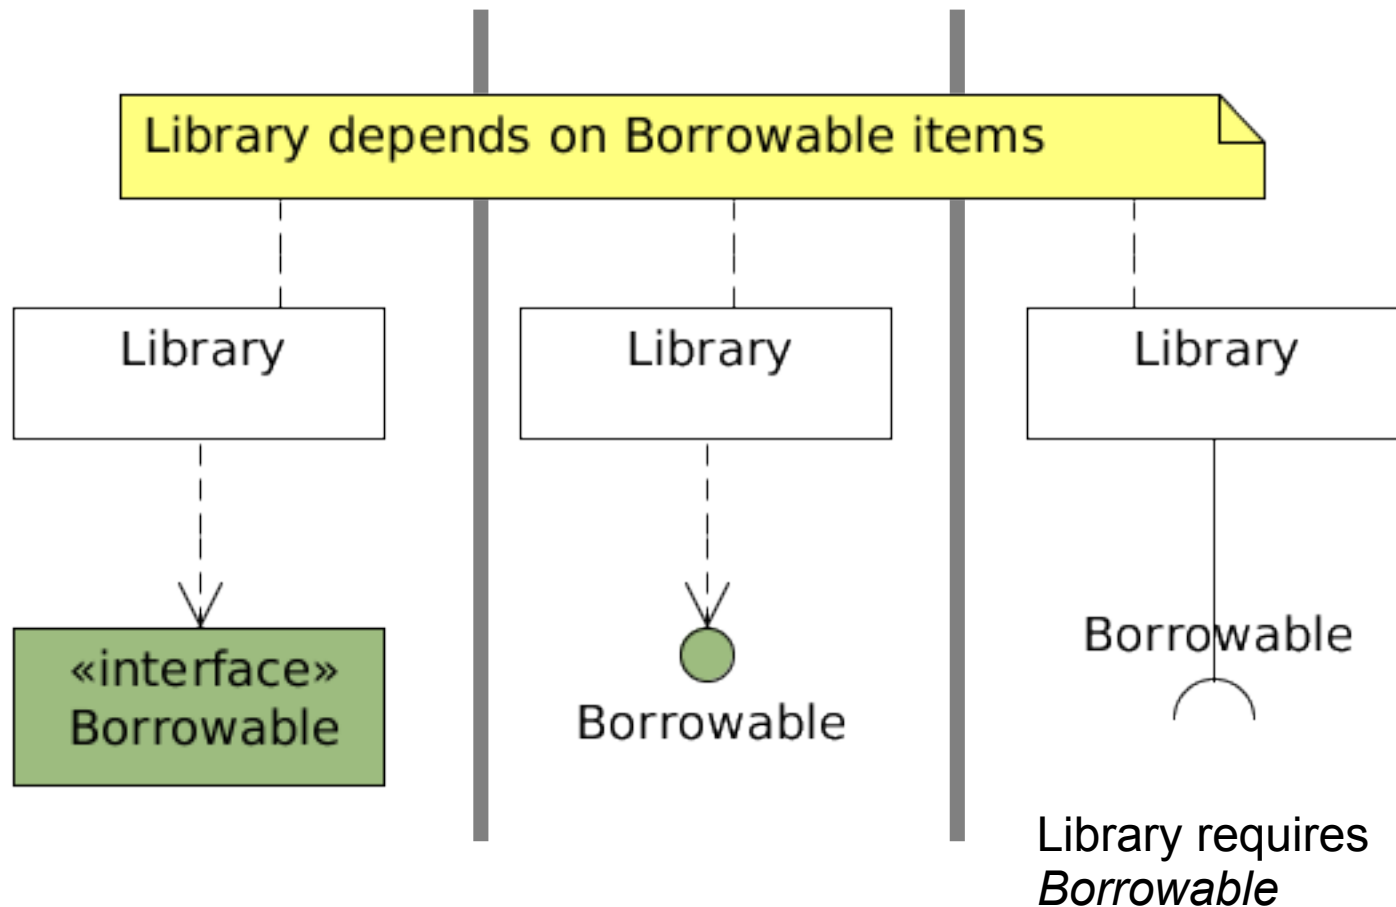 Library depends on Borrowable items
Library
Library
Library
«interface»
Borrowable
Borrowable
Borrowable
Library requires
Borrowable